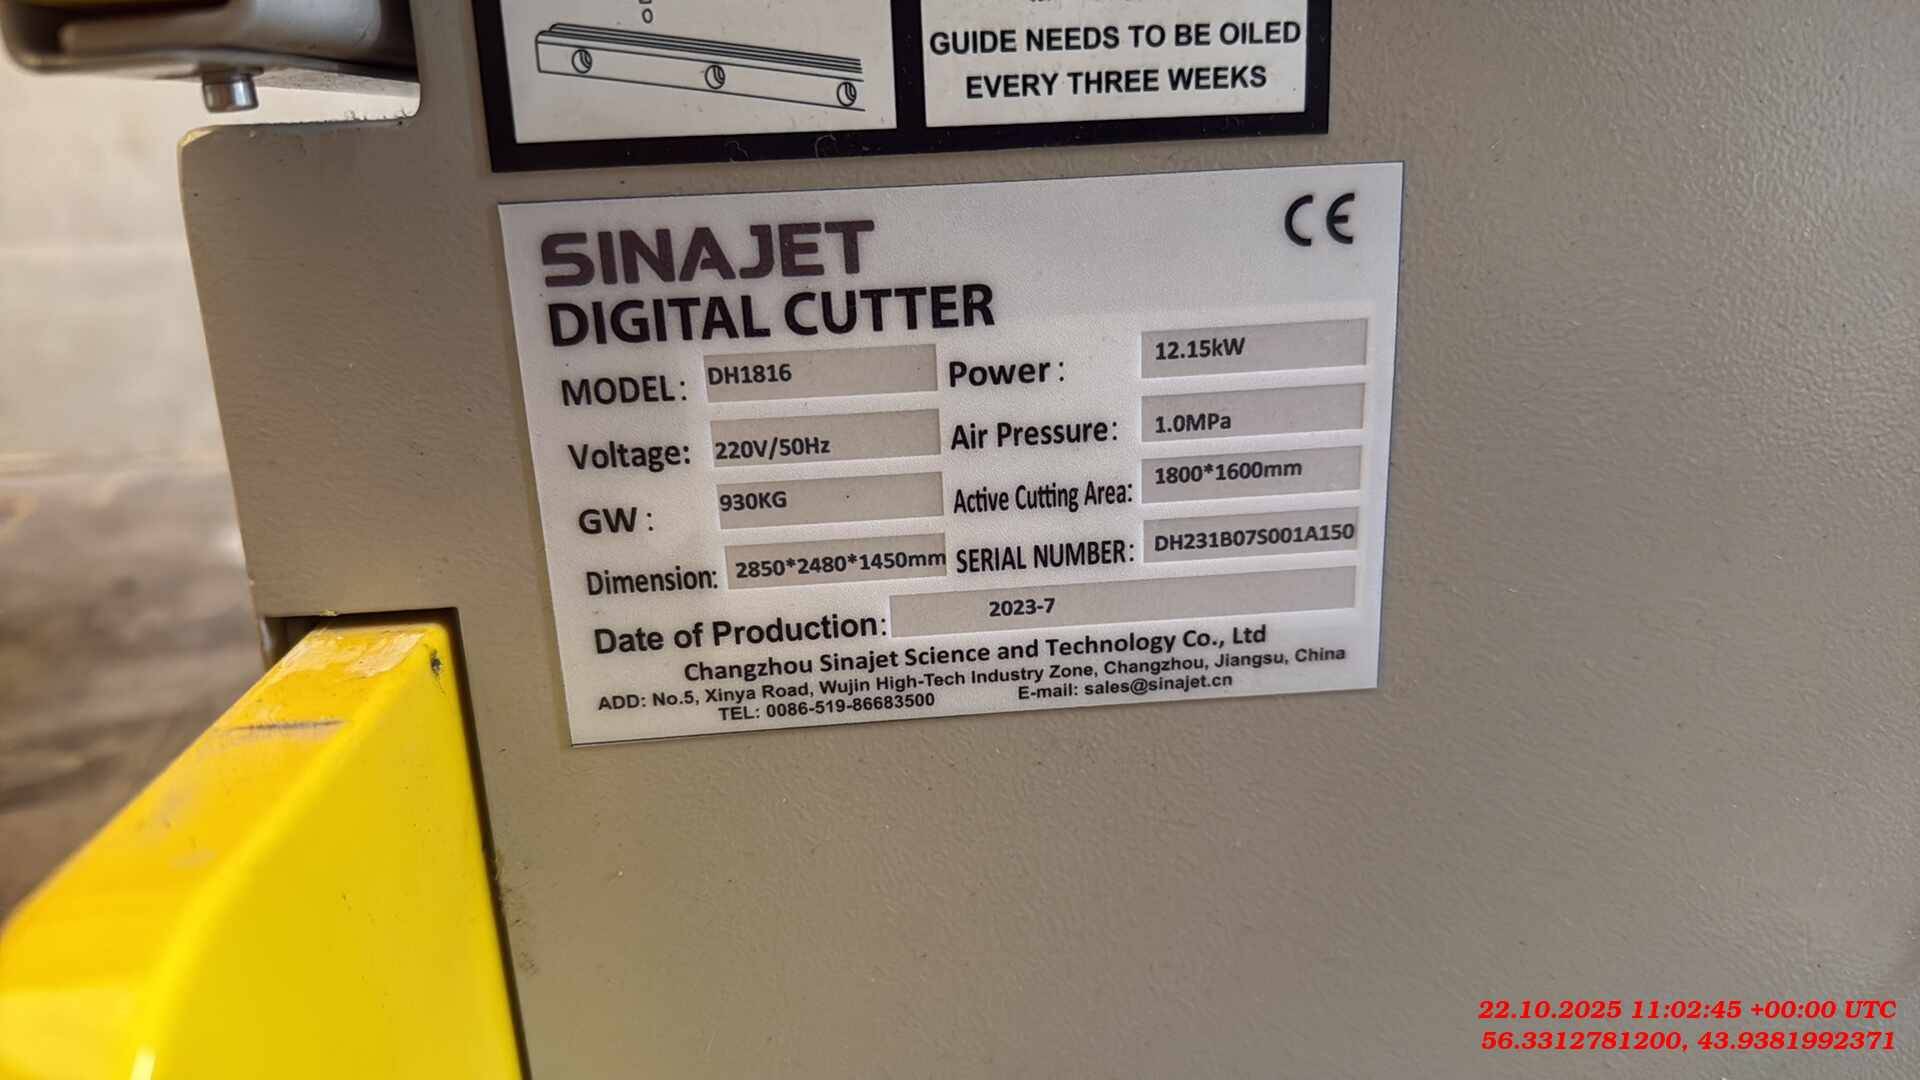 GUIDE NEEDS TO BE OILED
EVERY THREE WEEKS
CE
SINAJET
DIGITAL CUTTER
MODEL: DH1816 Power: 12.15kW
Voltage: 220V/50Hz Air Pressure: 1.0MPa
GW: 930KG Active Cutting Area: 1800*1600mm
Dimension: 2850*2480*1450mm SERIAL NUMBER: DH231B07S001A150
Date of Production: 2023-7
Changzhou Sinajet Science and Technology Co., Ltd
ADD: No.5, Xinya Road, Wujin High-Tech Industry Zone, Changzhou, Jiangsu, China
TEL: 0086-519-86683500 E-mail: sales@sinajet.cn
22.10.2025 11:02:45 +00:00 UTC
56.3312781200, 43.9381992371